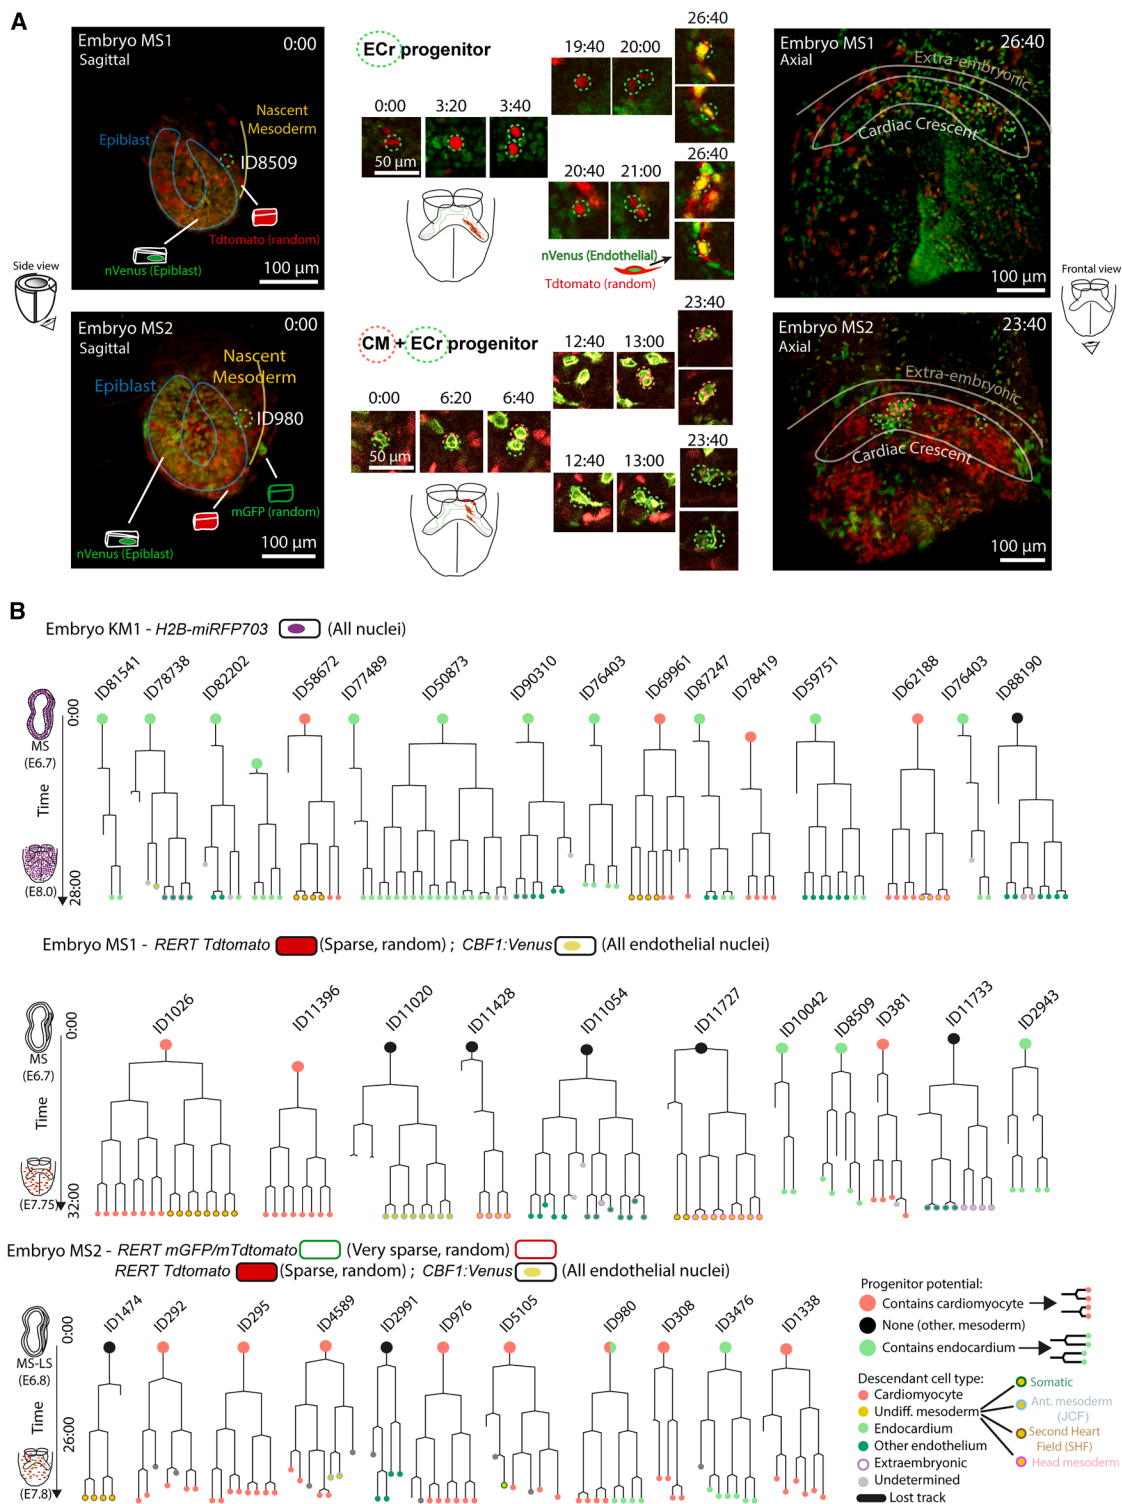 A
Embryo MS1
Sagittal
0:00
Epiblast
Nascent
Mesoderm
ID8509
Tdtomato (random)
nVenus (Epiblast)
100 µm
Side view
ECr progenitor
0:00
3:20
3:40
50 µm
19:40
20:00
26:40
20:40
21:00
26:40
nVenus (Endothelial)
Tdtomato (random)
Embryo MS1
Axial
26:40
Extra-embryonic
Cardiac Crescent
100 µm
Frontal view
Embryo MS2
Sagittal
0:00
Epiblast
Nascent
Mesoderm
ID980
mGFP (random)
nVenus (Epiblast)
100 µm
CM + ECr progenitor
0:00
6:20
6:40
50 µm
12:40
13:00
23:40
12:40
13:00
23:40
Embryo MS2
Axial
23:40
Extra-embryonic
Cardiac Crescent
100 µm
B
Embryo KM1 - H2B-miRFP703 (All nuclei)
ID81541
ID78738
ID82202
ID58672
ID77489
ID50873
ID90310
ID76403
ID69961
ID87247
ID78419
ID59751
ID62188
ID76403
ID88190
0:00
MS
(E6.7)
Time
(E8.0)
28:00
Embryo MS1 - RERT Tdtomato (Sparse, random) ; CBF1:Venus (All endothelial nuclei)
ID1026
ID11396
ID11020
ID11428
ID11054
ID11727
ID10042
ID8509
ID381
ID11733
ID2943
0:00
MS
(E6.7)
Time
(E7.75)
32:00
Embryo MS2 - RERT mGFP/mTdtomato (Very sparse, random)
RERT Tdtomato (Sparse, random) ; CBF1:Venus (All endothelial nuclei)
ID1474
ID292
ID295
ID4589
ID2991
ID976
ID5105
ID980
ID308
ID3476
ID1338
0:00
MS-LS
(E6.8)
Time
26:00
(E7.8)
Progenitor potential:
Contains cardiomyocyte
None (other. mesoderm)
Contains endocardium
Descendant cell type:
Cardiomyocyte
Undiff. mesoderm
Endocardium
Other endothelium
Extraembryonic
Undetermined
Lost track
Somatic
Ant. mesoderm
(JCF)
Second Heart
Field (SHF)
Head mesoderm